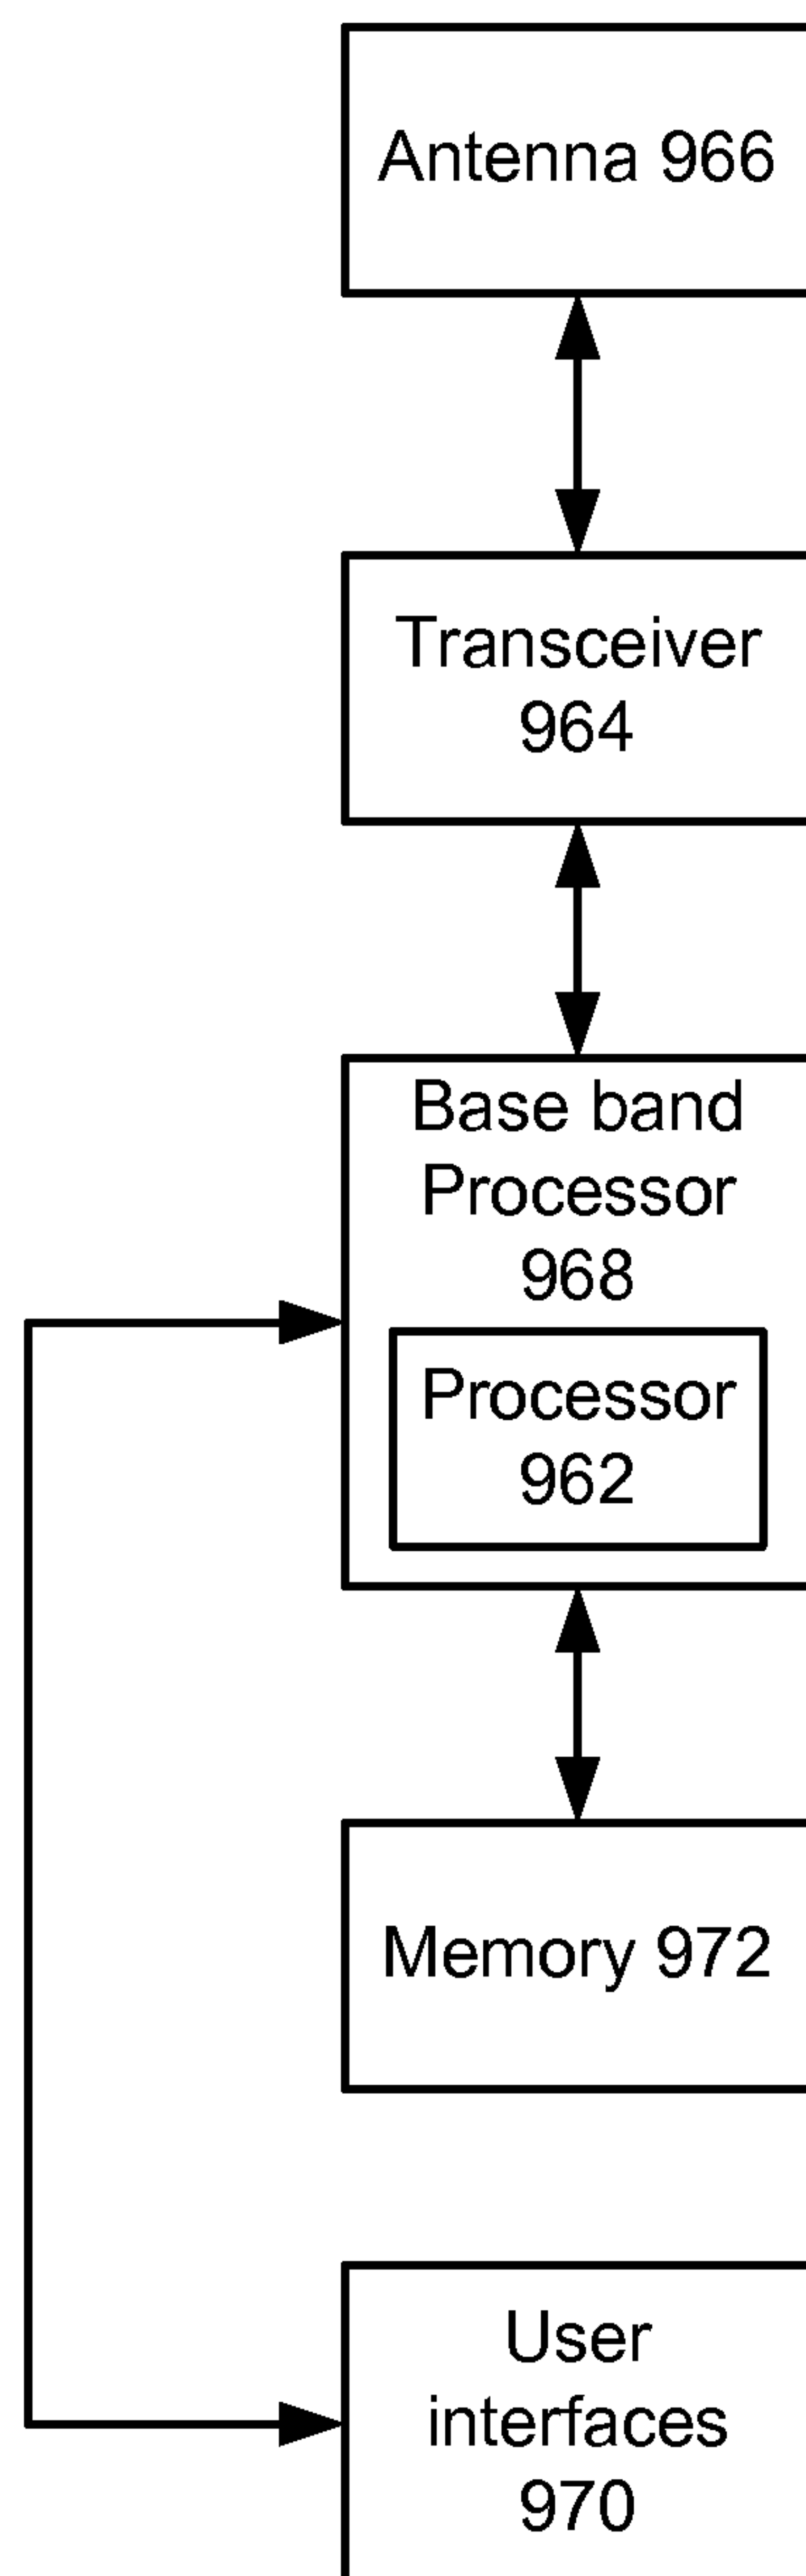 Antenna 966
Transceiver
964
Base band
Processor
968
Processor
962
Memory 972
User
interfaces
970